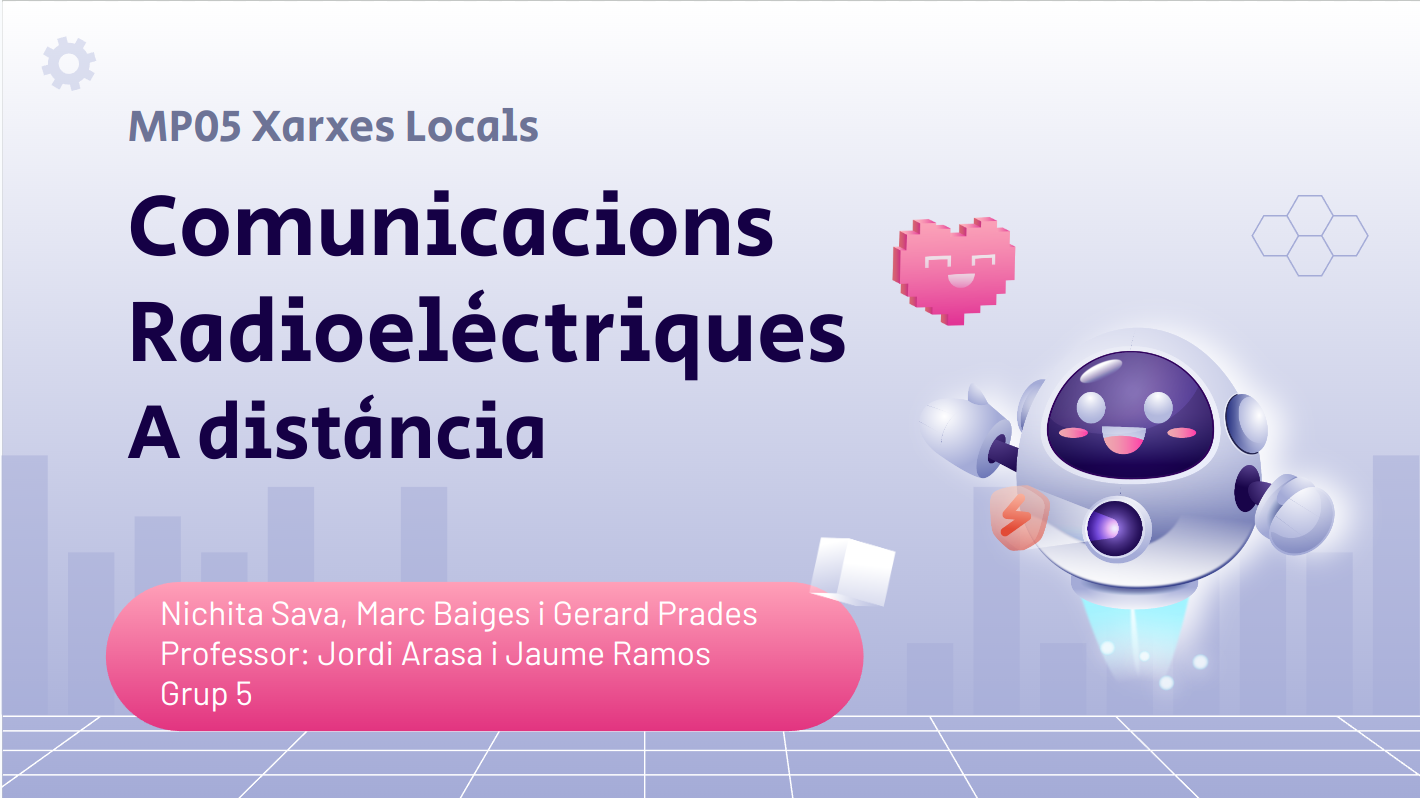 MP05 Xarxes Locals
Comunicacions
Radioeléctriques
A distáncia
Nichita Sava, Marc Baiges i Gerard Prades
Professor: Jordi Arasa i Jaume Ramos
Grup 5